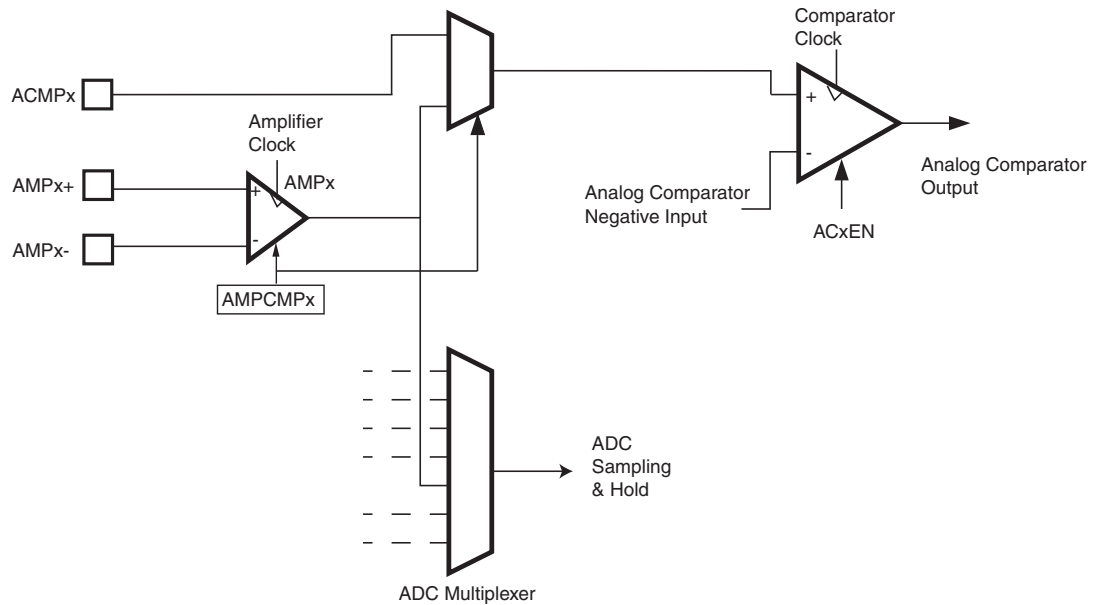 Comparator
Clock
ACMPx
+
Amplifier
Clock
AMPx+
+
AMPx
-
Analog Comparator
Output
Analog Comparator
Negative Input
ACxEN
AMPx-
-
AMPCMPx
ADC
Sampling
& Hold
ADC Multiplexer